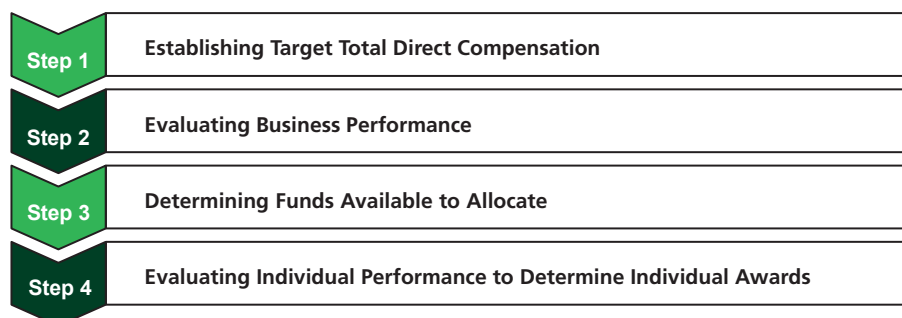 Step 1
Establishing Target Total Direct Compensation
Step 2
Evaluating Business Performance
Step 3
Determining Funds Available to Allocate
Step 4
Evaluating Individual Performance to Determine Individual Awards